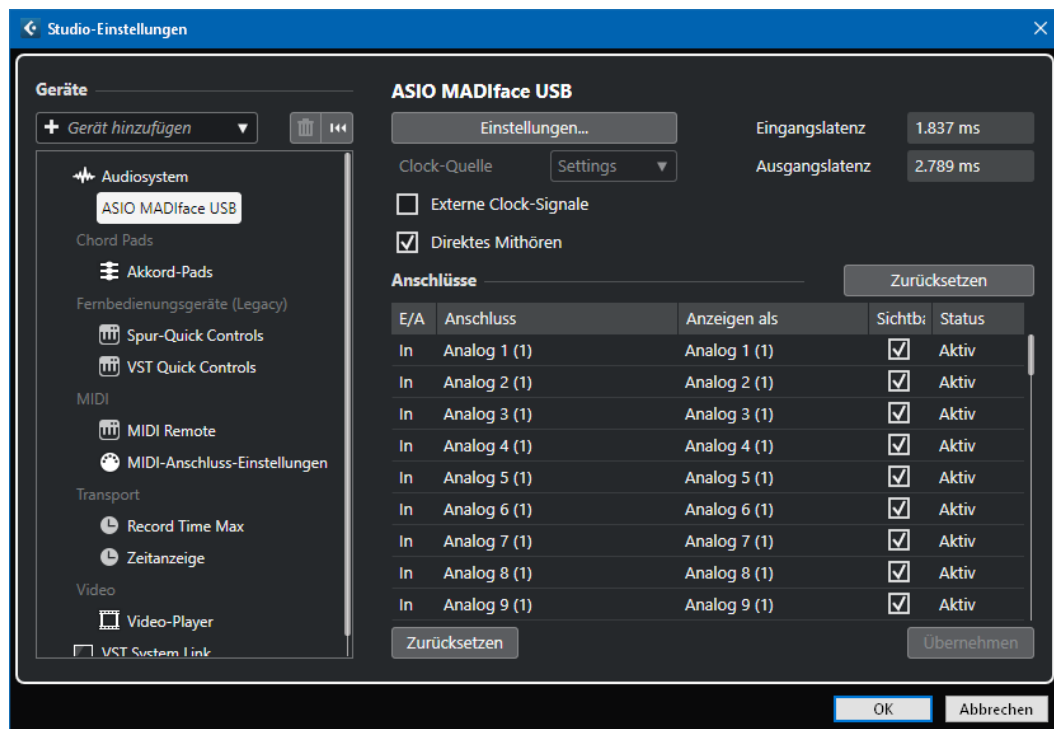 Studio-Einstellungen
Geräte
Gerät hinzufügen
Audiosystem
ASIO MADIface USB
Chord Pads
Akkord-Pads
Fernbedienungsgeräte (Legacy)
Spur-Quick Controls
VST Quick Controls
MIDI
MIDI Remote
MIDI-Anschluss-Einstellungen
Transport
Record Time Max
Zeitanzeige
Video
Video-Player
VST System Link
ASIO MADIface USB
Einstellungen... Eingangslatenz 1.837 ms
Clock-Quelle Settings Ausgangslatenz 2.789 ms
Externe Clock-Signale
Direktes Mithören
Anschlüsse Zurücksetzen
E/A Anschluss Anzeigen als Sichtba Status
In Analog 1 (1) Analog 1 (1) Aktiv
In Analog 2 (1) Analog 2 (1) Aktiv
In Analog 3 (1) Analog 3 (1) Aktiv
In Analog 4 (1) Analog 4 (1) Aktiv
In Analog 5 (1) Analog 5 (1) Aktiv
In Analog 6 (1) Analog 6 (1) Aktiv
In Analog 7 (1) Analog 7 (1) Aktiv
In Analog 8 (1) Analog 8 (1) Aktiv
In Analog 9 (1) Analog 9 (1) Aktiv
Zurücksetzen Übernehmen
OK Abbrechen